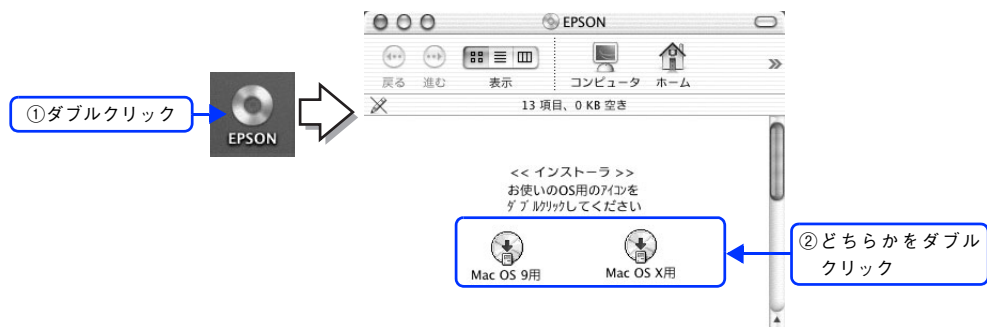 ①ダブルクリック
EPSON
EPSON
戻る 進む 表示 コンピュータ ホーム
13 項目、0 KB 空き
<< インストーラ >>
お使いのOS用のｱｲｺﾝを
ﾀﾞﾌﾞﾙｸﾘｯｸしてください
Mac OS 9用 Mac OS X用
②どちらかをダブル
クリック